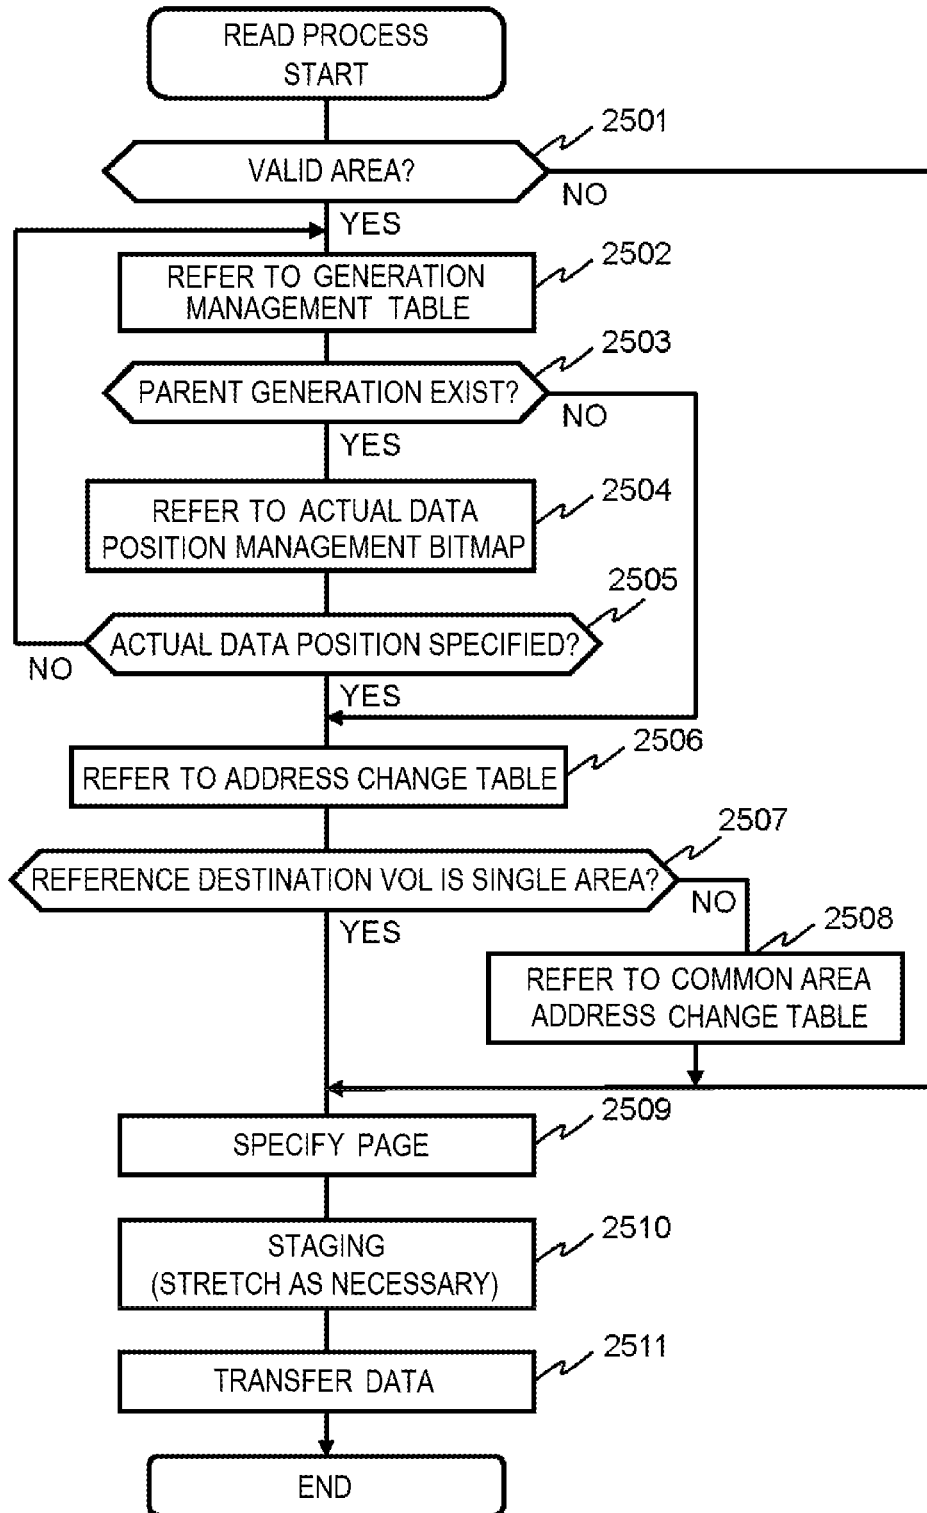 READ PROCESS
START
2501
VALID AREA?
NO
YES
2502
REFER TO GENERATION
MANAGEMENT TABLE
2503
PARENT GENERATION EXIST?
NO
YES
2504
REFER TO ACTUAL DATA
POSITION MANAGEMENT BITMAP
2505
ACTUAL DATA POSITION SPECIFIED?
NO
YES
2506
REFER TO ADDRESS CHANGE TABLE
2507
REFERENCE DESTINATION VOL IS SINGLE AREA?
NO
YES
2508
REFER TO COMMON AREA
ADDRESS CHANGE TABLE
2509
SPECIFY PAGE
2510
STAGING
(STRETCH AS NECESSARY)
2511
TRANSFER DATA
END